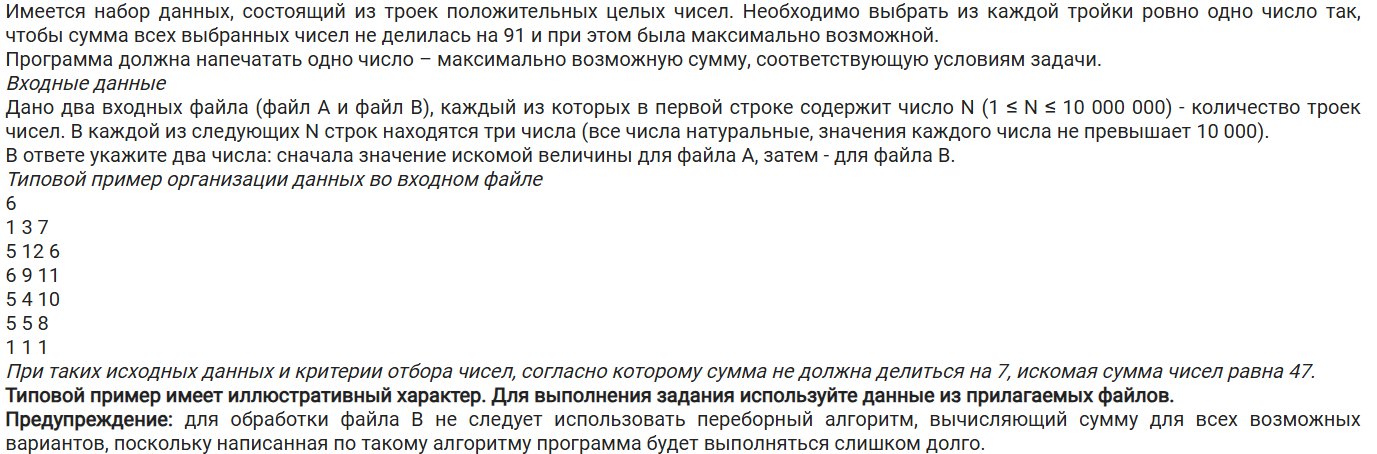 Имеется набор данных, состоящий из троек положительных целых чисел. Необходимо выбрать из каждой тройки ровно одно число так,
чтобы сумма всех выбранных чисел не делилась на 91 и при этом была максимально возможной.
Программа должна напечатать одно число – максимально возможную сумму, соответствующую условиям задачи.
Входные данные
Дано два входных файла (файл A и файл B), каждый из которых в первой строке содержит число N (1 ≤ N ≤ 10 000 000) - количество троек
чисел. В каждой из следующих N строк находятся три числа (все числа натуральные, значения каждого числа не превышает 10 000).
В ответе укажите два числа: сначала значение искомой величины для файла A, затем - для файла B.
Типовой пример организации данных во входном файле
6
1 3 7
5 12 6
6 9 11
5 4 10
5 5 8
1 1 1
При таких исходных данных и критерии отбора чисел, согласно которому сумма не должна делиться на 7, искомая сумма чисел равна 47.
Типовой пример имеет иллюстративный характер. Для выполнения задания используйте данные из прилагаемых файлов.
Предупреждение: для обработки файла B не следует использовать переборный алгоритм, вычисляющий сумму для всех возможных
вариантов, поскольку написанная по такому алгоритму программа будет выполняться слишком долго.